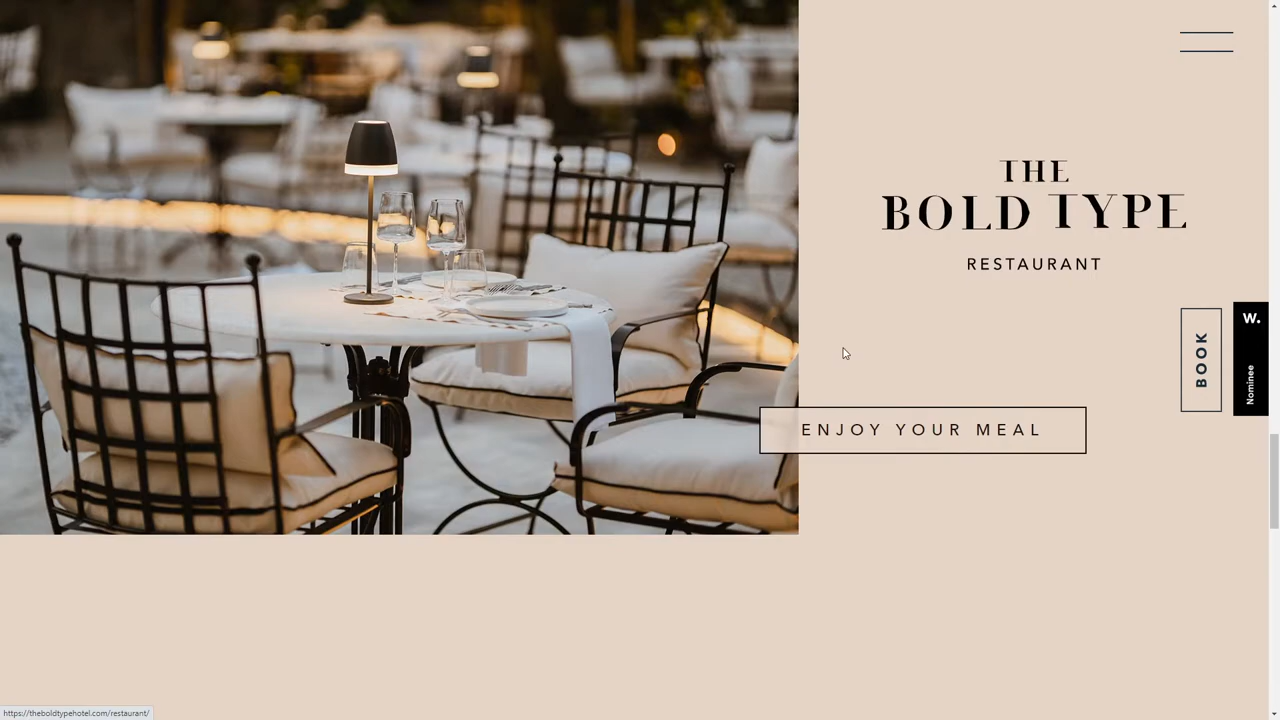 THE
BOLD TYPE
RESTAURANT
W.
BOOK
Nominee
ENJOY YOUR MEAL
https://theboldtypehotel.com/restaurant/